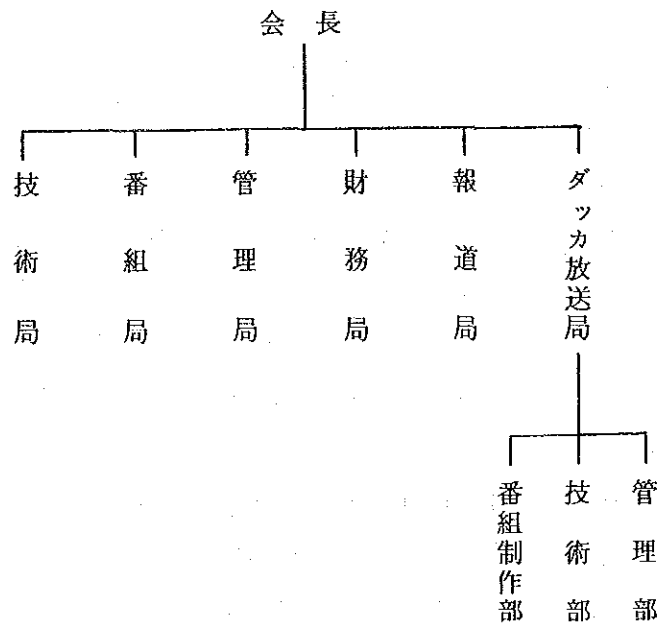 会長
技術局
番組局
管理局
財務局
報道局
ダッカ放送局
番組制作部
技術部
管理部